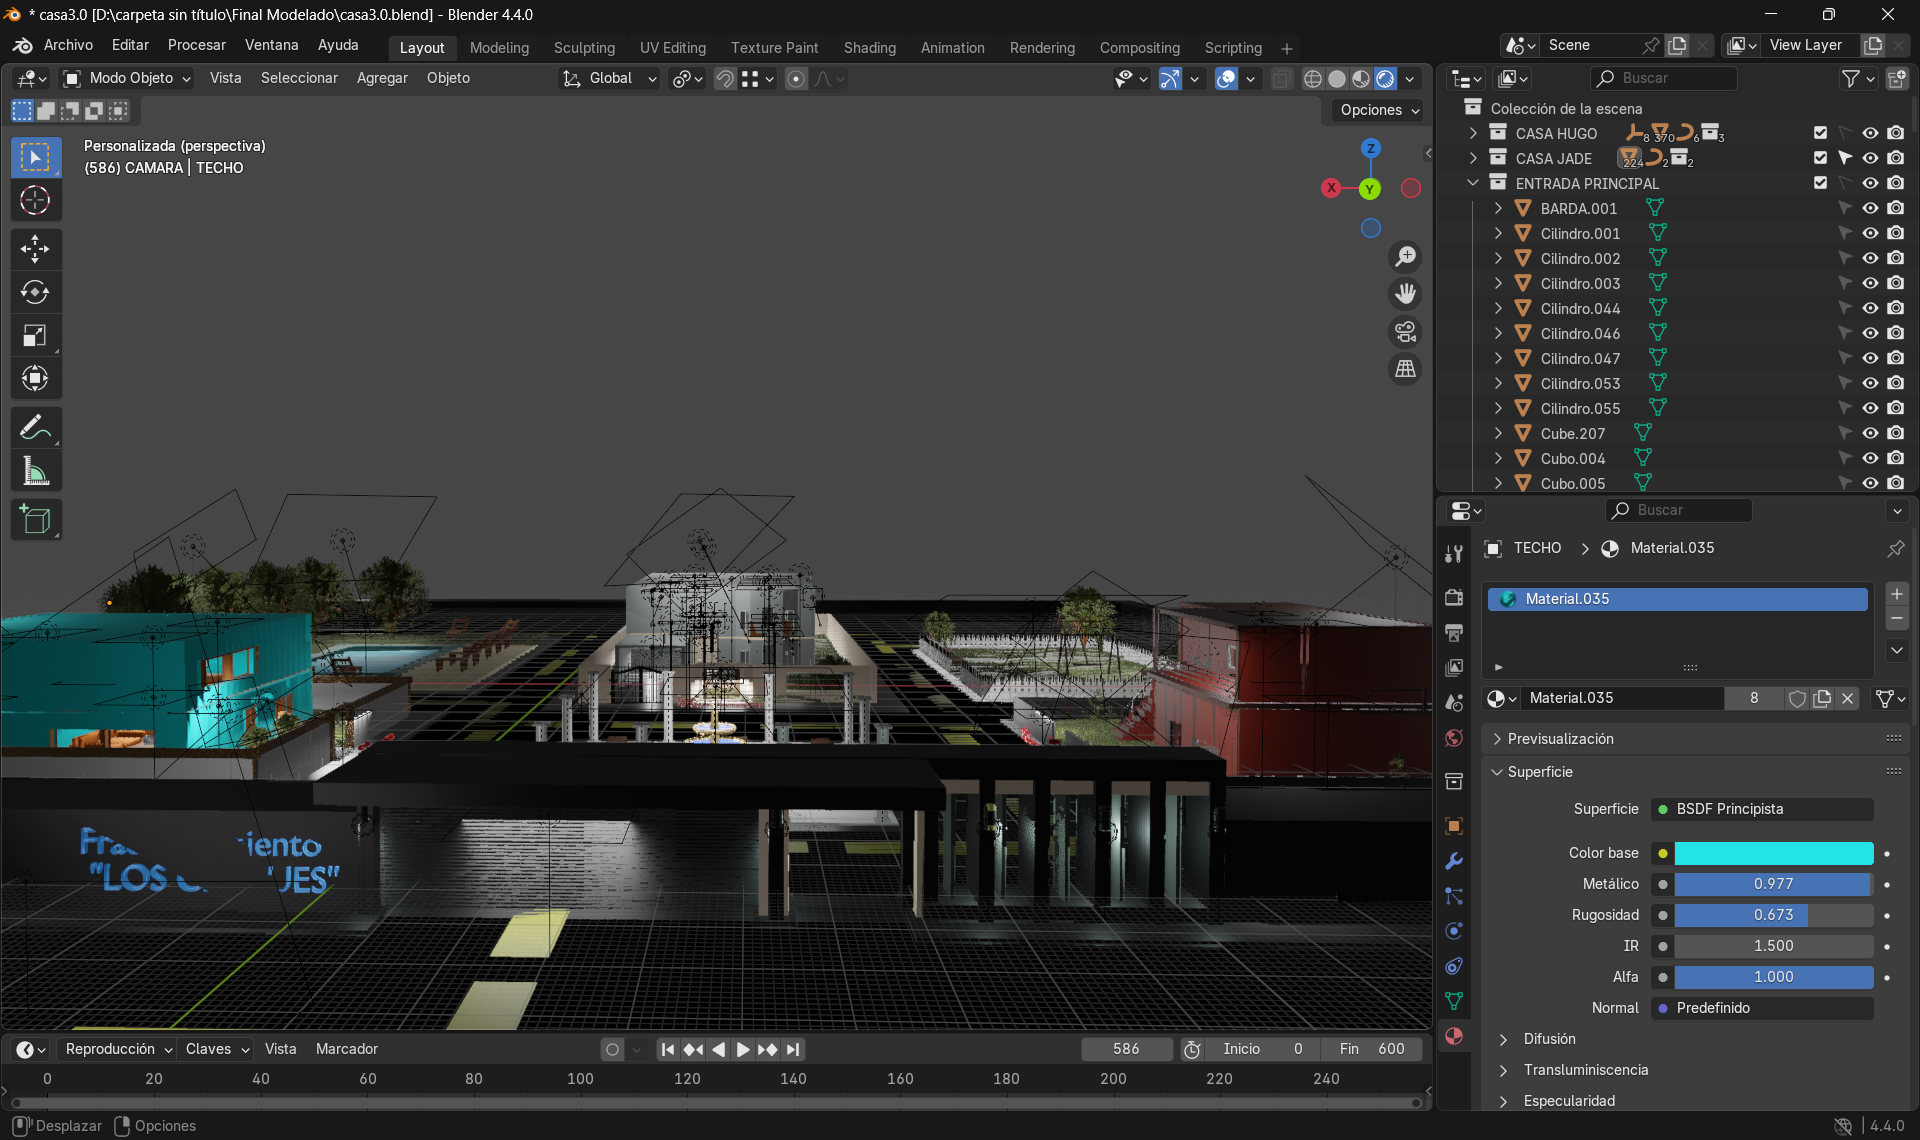 * casa3.0 [D:\carpeta sin título\Final Modelado\casa3.0.blend] - Blender 4.4.0
Archivo Editar Procesar Ventana Ayuda Layout Modeling Sculpting UV Editing Texture Paint Shading Animation Rendering Compositing Scripting + Scene View Layer
Modo Objeto Vista Seleccionar Agregar Objeto Global Buscar
Opciones
Personalizada (perspectiva)
(586) CAMARA | TECHO
Z
X
Y
Fra iento
"LOS JES"
Colección de la escena
CASA HUGO 8 370 6 3
CASA JADE 224 2 2
ENTRADA PRINCIPAL
BARDA.001
Cilindro.001
Cilindro.002
Cilindro.003
Cilindro.044
Cilindro.046
Cilindro.047
Cilindro.053
Cilindro.055
Cube.207
Cubo.004
Cubo.005
Buscar
TECHO > Material.035
Material.035
Material.035 8
Previsualización
Superficie
Superficie BSDF Principista
Color base
Metálico 0.977
Rugosidad 0.673
IR 1.500
Alfa 1.000
Normal Predefinido
Difusión
Transluminiscencia
Especularidad
Reproducción Claves Vista Marcador 586 Inicio 0 Fin 600
0 20 40 60 80 100 120 140 160 180 200 220 240
Desplazar Opciones 4.4.0